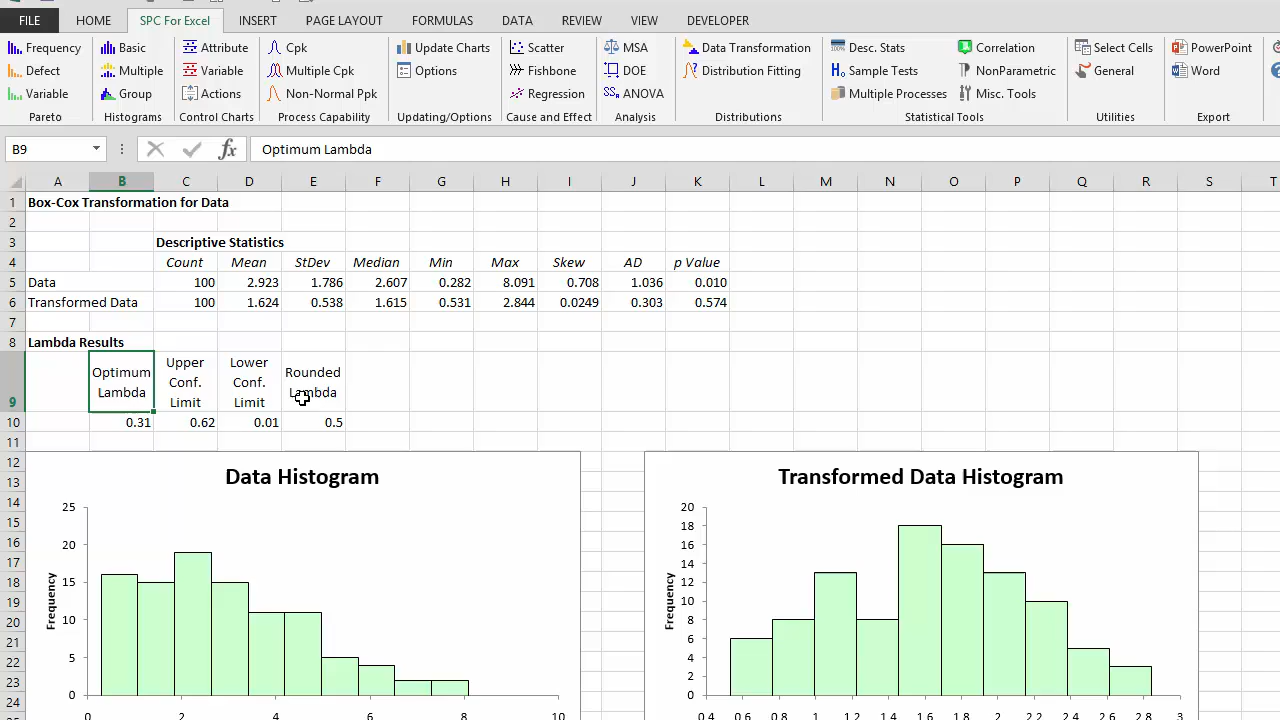 FILE HOME SPC For Excel INSERT PAGE LAYOUT FORMULAS DATA REVIEW VIEW DEVELOPER
Frequency Basic Attribute Cpk Update Charts Scatter MSA Data Transformation Desc. Stats Correlation Select Cells PowerPoint
Defect Multiple Variable Multiple Cpk Options Fishbone DOE Distribution Fitting Sample Tests NonParametric General Word
Variable Group Actions Non-Normal Ppk Regression ANOVA Multiple Processes Misc. Tools
Pareto Histograms Control Charts Process Capability Updating/Options Cause and Effect Analysis Distributions Statistical Tools Utilities Export
B9 fx Optimum Lambda
A B C D E F G H I J K L M N O P Q R S T
1 Box-Cox Transformation for Data
2
3 Descriptive Statistics
4 Count Mean StDev Median Min Max Skew AD p Value
5 Data 100 2.923 1.786 2.607 0.282 8.091 0.708 1.036 0.010
6 Transformed Data 100 1.624 0.538 1.615 0.531 2.844 0.0249 0.303 0.574
7
8 Lambda Results
Upper Lower
Optimum Conf. Conf. Rounded
9 Lambda Limit Limit Lambda
10 0.31 0.62 0.01 0.5
11
12
13
14
15
16
17
18
19
20
21
22
23
24
Data Histogram
Frequency
25
20
15
10
5
0
0 2 4 6 8 10
Transformed Data Histogram
Frequency
20
18
16
14
12
10
8
6
4
2
0
0.4 0.6 0.8 1 1.2 1.4 1.6 1.8 2 2.2 2.4 2.6 2.8 3